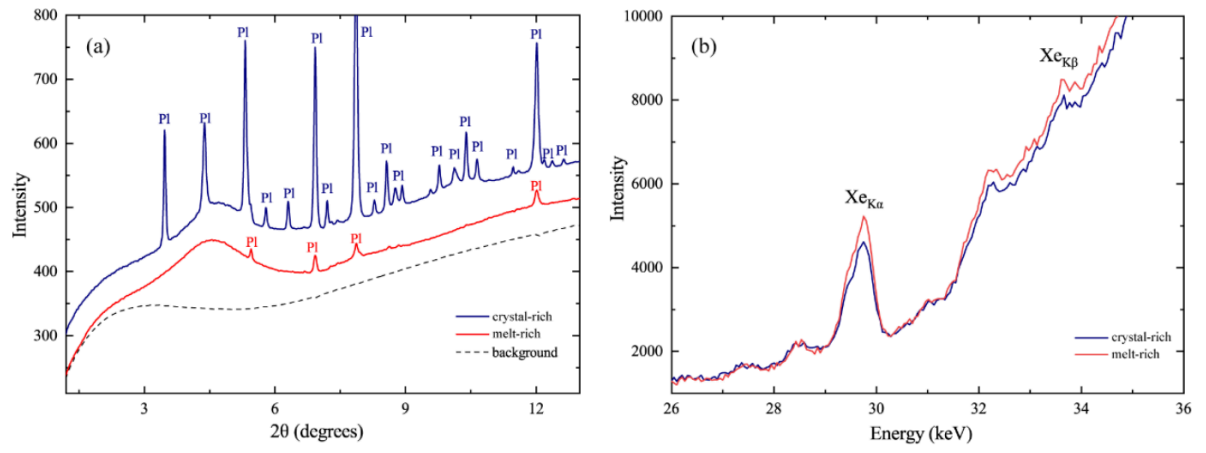 (a)
Pl Pl Pl Pl Pl Pl Pl Pl Pl Pl Pl Pl Pl Pl Pl Pl Pl Pl Pl Pl
Pl Pl Pl Pl
800
700
600
500
400
300
Intensity
crystal-rich
melt-rich
background
3 6 9 12
2θ (degrees)
(b)
Xe_Kα
Xe_Kβ
10000
8000
6000
4000
2000
Intensity
crystal-rich
melt-rich
26 28 30 32 34 36
Energy (keV)